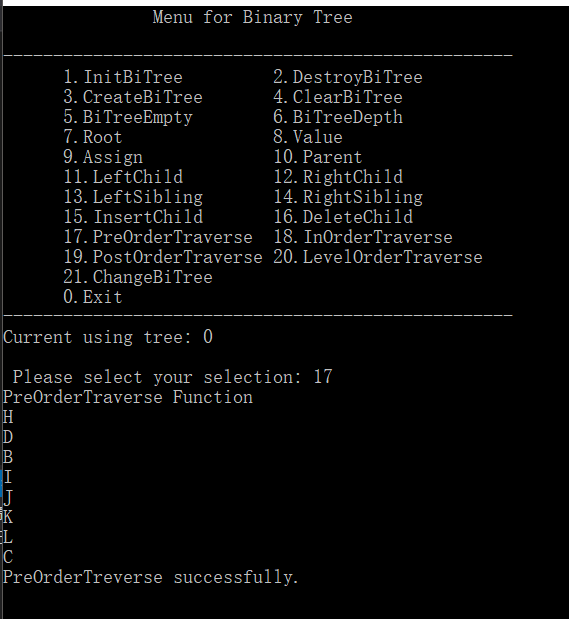 Menu for Binary Tree
--------------------------------------------------
1.InitBiTree 2.DestroyBiTree
3.CreateBiTree 4.ClearBiTree
5.BiTreeEmpty 6.BiTreeDepth
7.Root 8.Value
9.Assign 10.Parent
11.LeftChild 12.RightChild
13.LeftSibling 14.RightSibling
15.InsertChild 16.DeleteChild
17.PreOrderTraverse 18.InOrderTraverse
19.PostOrderTraverse 20.LevelOrderTraverse
21.ChangeBiTree
0.Exit
--------------------------------------------------
Current using tree: 0
Please select your selection: 17
PreOrderTraverse Function
H
D
B
I
J
K
L
C
PreOrderTreverse successfully.